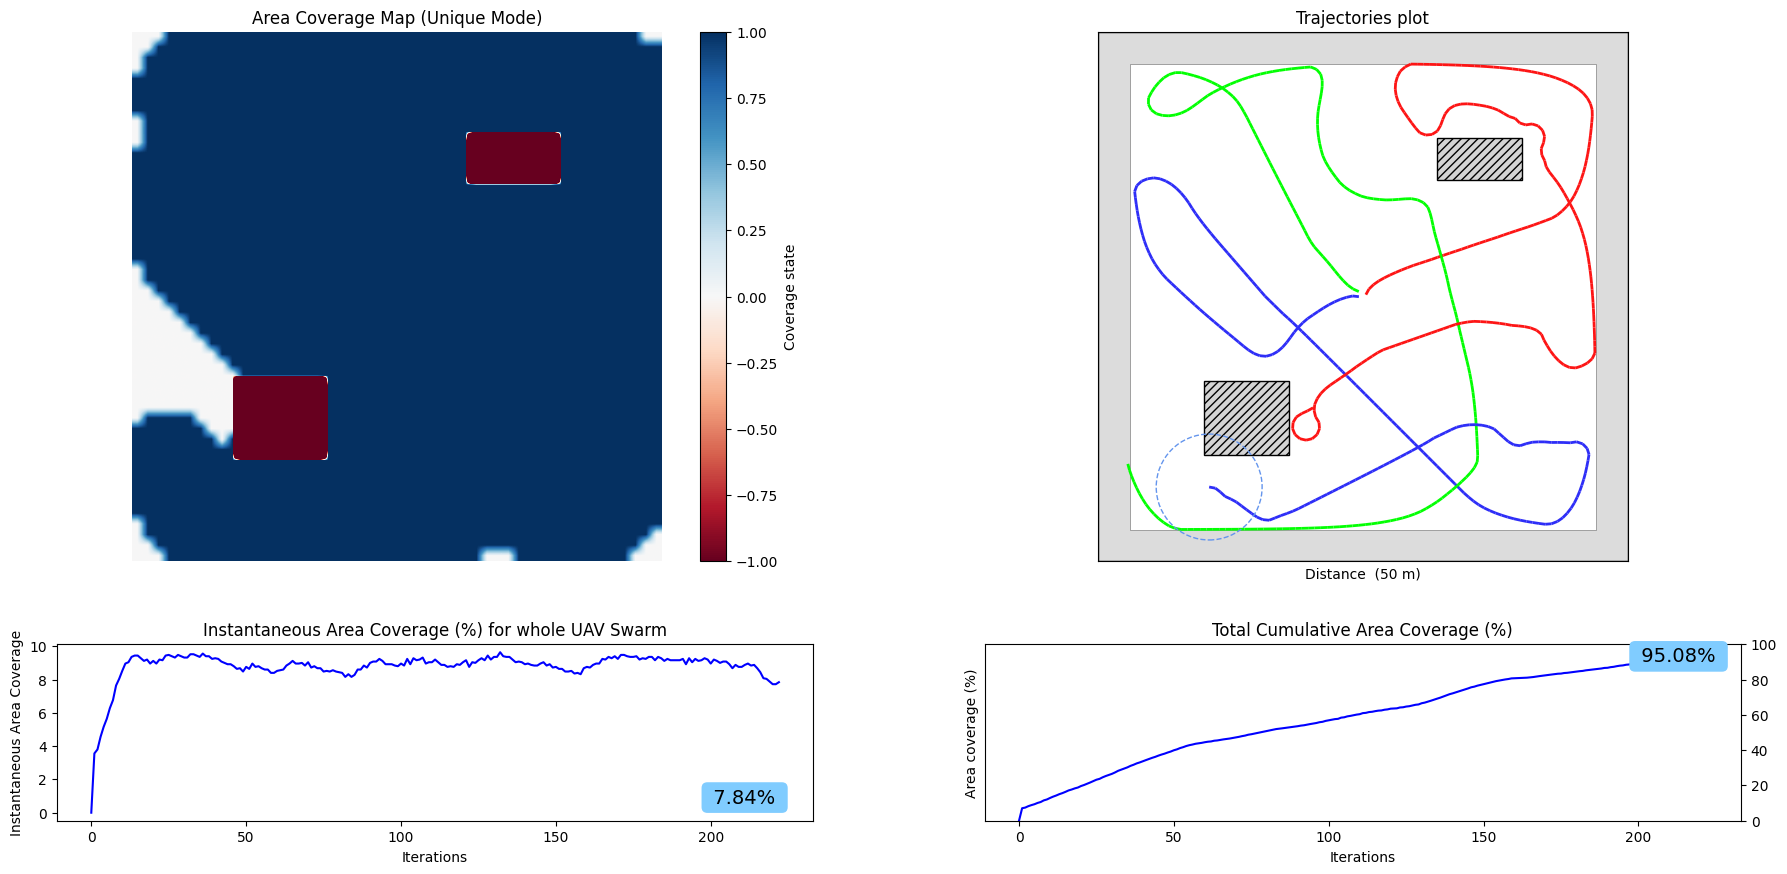 Area Coverage Map (Unique Mode)
1.00
0.75
0.50
0.25
0.00
−0.25
−0.50
−0.75
−1.00
Coverage state
Trajectories plot
Distance  (50 m)
Instantaneous Area Coverage (%) for whole UAV Swarm
Instantaneous Area Coverage
10
8
6
4
2
0
7.84%
0 50 100 150 200
Iterations
Total Cumulative Area Coverage (%)
Area coverage (%)
95.08%
100
80
60
40
20
0
0 50 100 150 200
Iterations